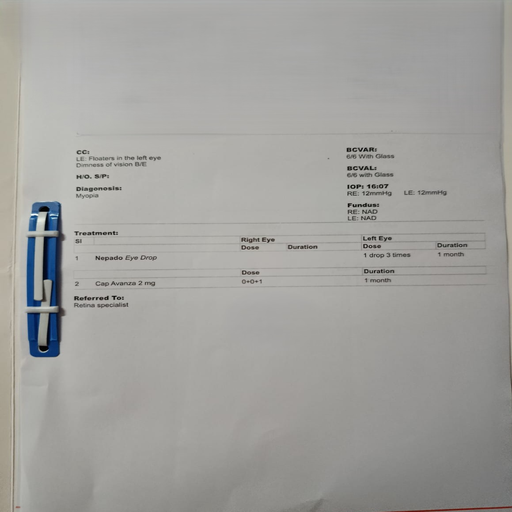 CC:
LE: Floaters in the left eye
Dimness of vision B/E
H/O. S/P:
Diagonosis:
Myopia
BCVAR:
6/6 With Glass
BCVAL:
6/6 with Glass
IOP: 16:07
RE: 12mmHg LE: 12mmHg
Fundus:
RE: NAD
LE: NAD
Treatment:
Sl Right Eye Left Eye
Dose Duration Dose Duration
1 Nepado Eye Drop 1 drop 3 times 1 month
Dose Duration
2 Cap Avanza 2 mg 0+0+1 1 month
Referred To:
Retina specialist